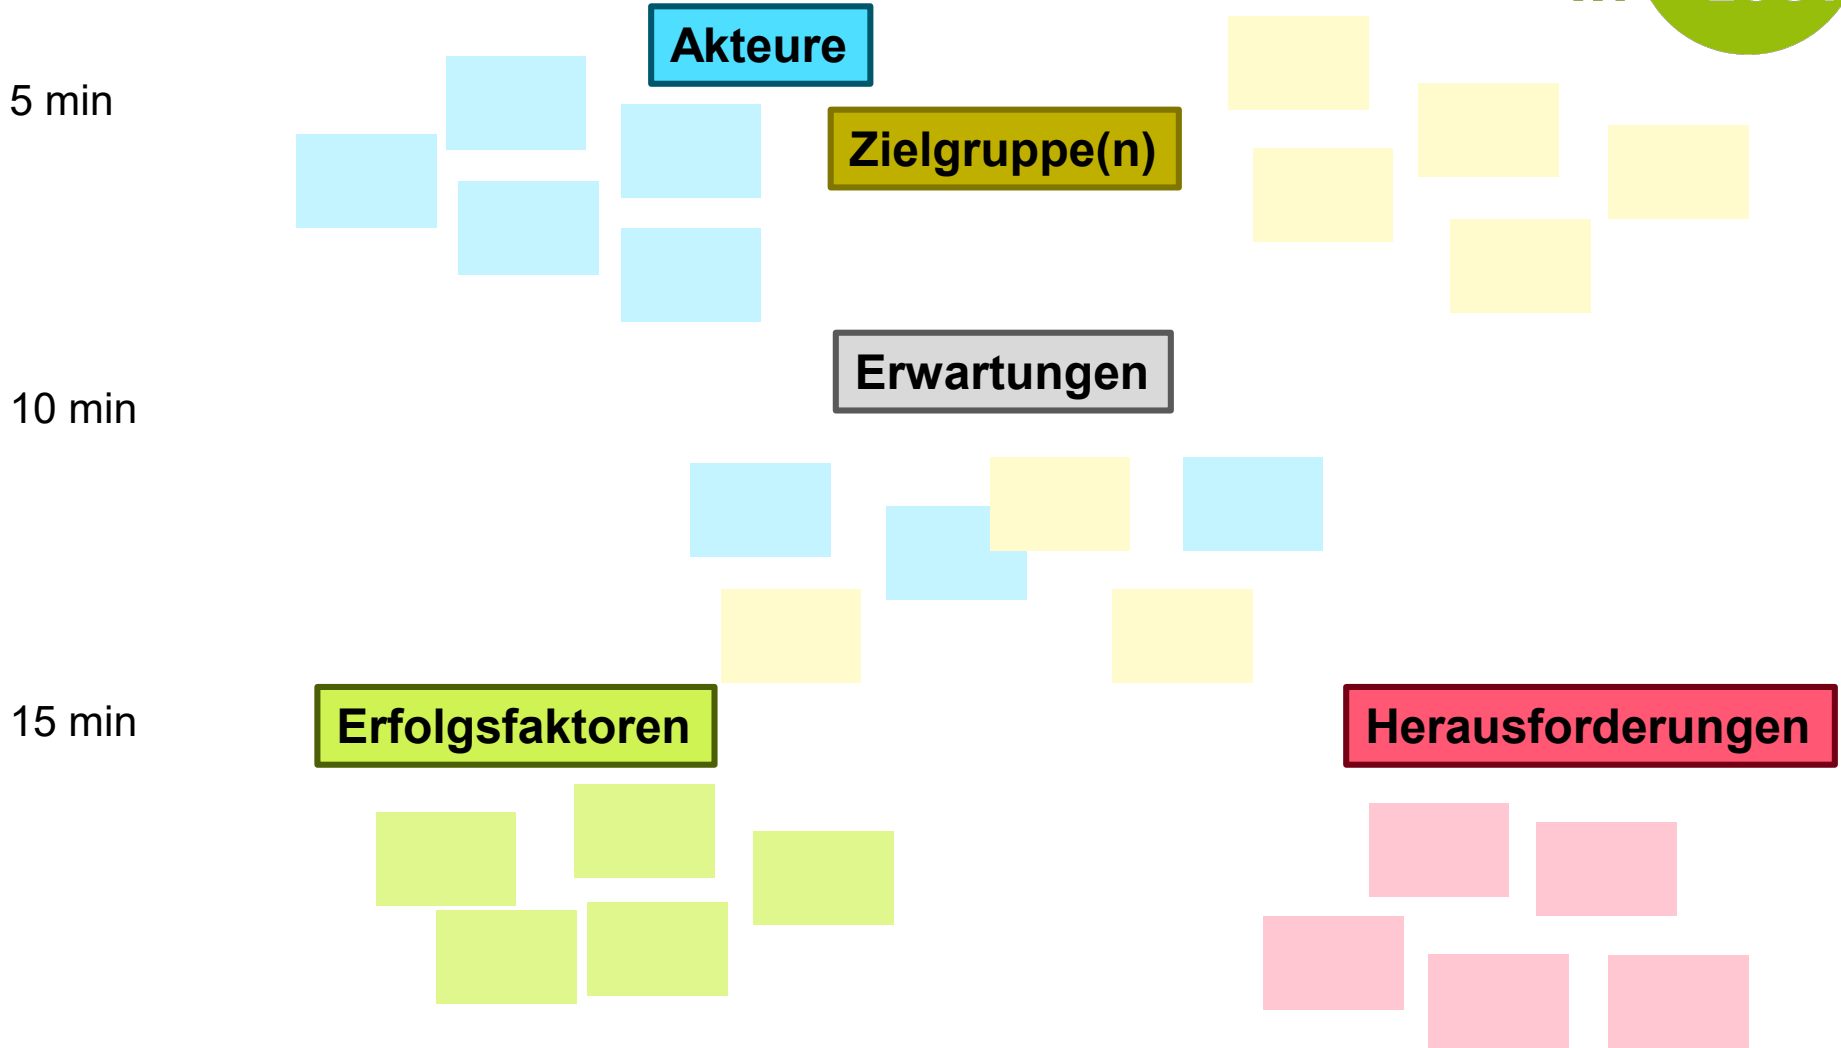 Akteure
5 min
Zielgruppe(n)
Erwartungen
10 min
15 min
Erfolgsfaktoren
Herausforderungen